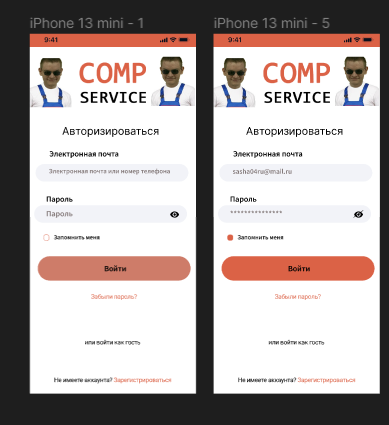 iPhone 13 mini - 1
9:41
COMP
SERVICE
Авторизироваться
Электронная почта
Электронная почта или номер телефона
Пароль
Пароль
Запомнить меня
Войти
Забыли пароль?
или войти как гость
Не имеете аккаунта? Зарегистрироваться
iPhone 13 mini - 5
9:41
COMP
SERVICE
Авторизироваться
Электронная почта
sasha04ru@mail.ru
Пароль
***************
Запомнить меня
Войти
Забыли пароль?
или войти как гость
Не имеете аккаунта? Зарегистрироваться